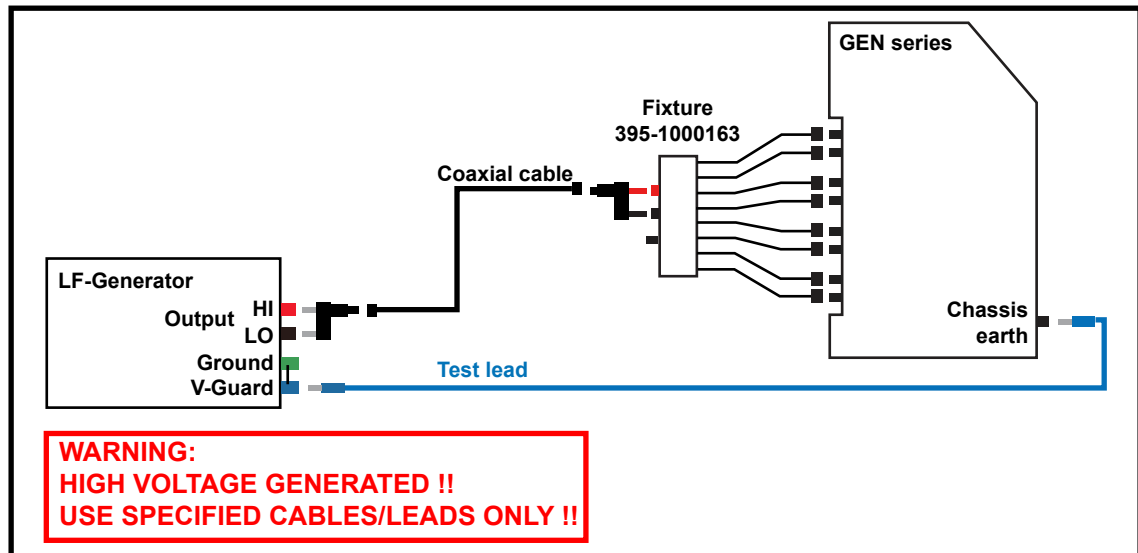 GEN series
Fixture
395-1000163
Coaxial cable
LF-Generator
HI
Output
LO
Ground
V-Guard
Chassis
earth
Test lead
WARNING:
HIGH VOLTAGE GENERATED !!
USE SPECIFIED CABLES/LEADS ONLY !!